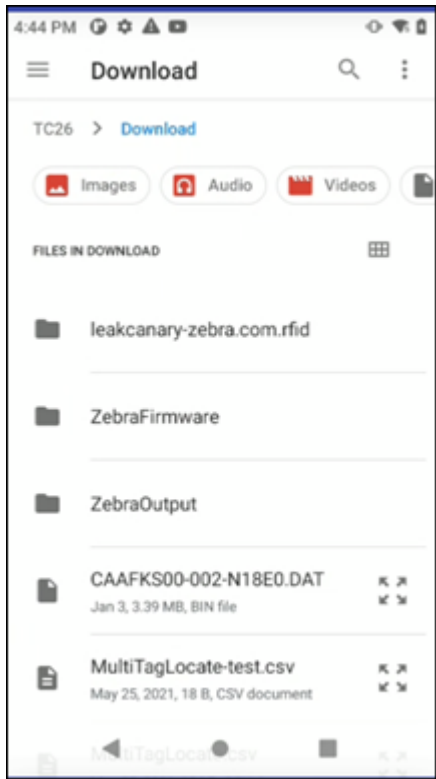 4:44 PM
Download
TC26 > Download
Images
Audio
Videos
FILES IN DOWNLOAD
leakcanary-zebra.com.rfid
ZebraFirmware
ZebraOutput
CAAFKS00-002-N18E0.DAT
Jan 3, 3.39 MB, BIN file
MultiTagLocate-test.csv
May 25, 2021, 18 B, CSV document